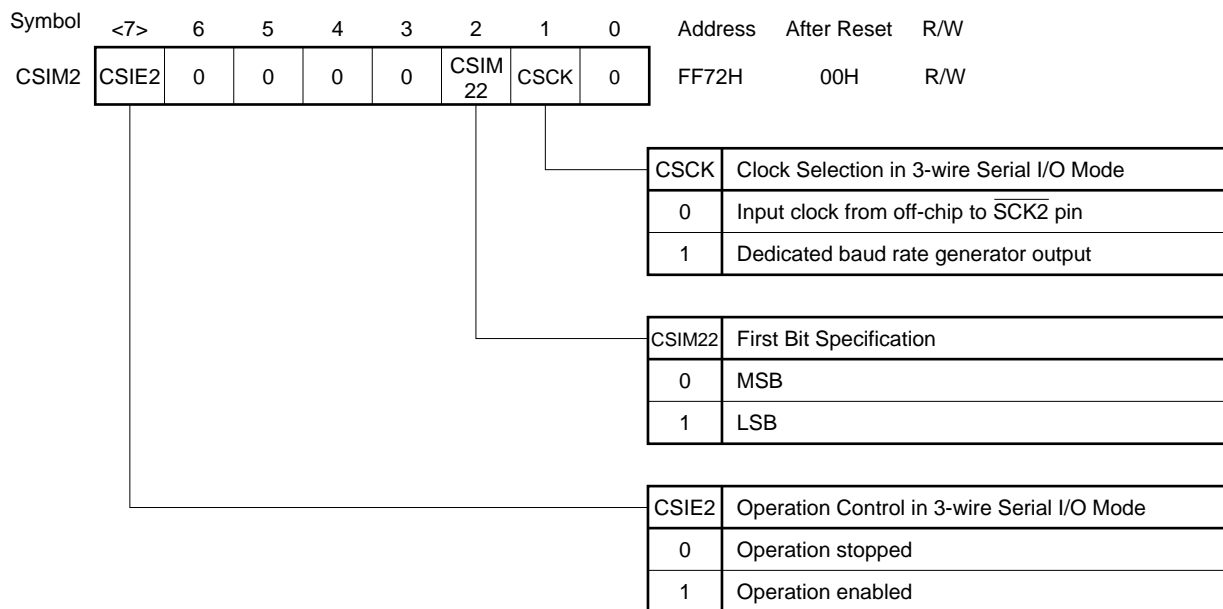 Symbol <7> 6 5 4 3 2 1 0 Address After Reset R/W
CSIM2 CSIE2 0 0 0 0 CSIM 22 CSCK 0 FF72H 00H R/W
CSCK Clock Selection in 3-wire Serial I/O Mode
0 Input clock from off-chip to S̅C̅K̅2̅ pin
1 Dedicated baud rate generator output
CSIM22 First Bit Specification
0 MSB
1 LSB
CSIE2 Operation Control in 3-wire Serial I/O Mode
0 Operation stopped
1 Operation enabled